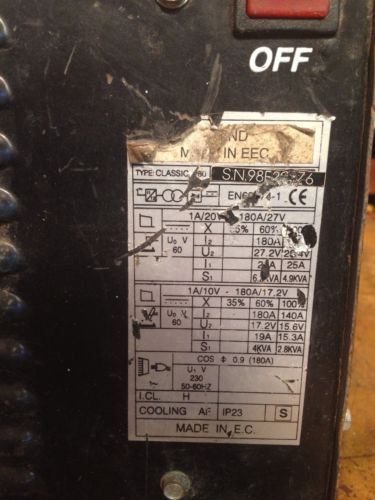 OFF
ND
IN EEC
TYPE: CLASSIC
S.N.
1A/20V - 180A/27V
X 35% 60% 100%
U₀ V
60
I₂ 180A
U₂ 27.2V
I₁ 25A
S₁ 4.9KVA
1A/10V - 180A/17.2V
X 35% 60% 100%
U₀ V
60
I₂ 180A 140A
U₂ 17.2V 15.6V
I₁ 19A 15.3A
S₁ 4KVA 2.8KVA
COS ϕ 0.9 (180A)
U₁ V
230
50-60HZ
I.CL. H
COOLING AF IP23 S
MADE IN E.C.